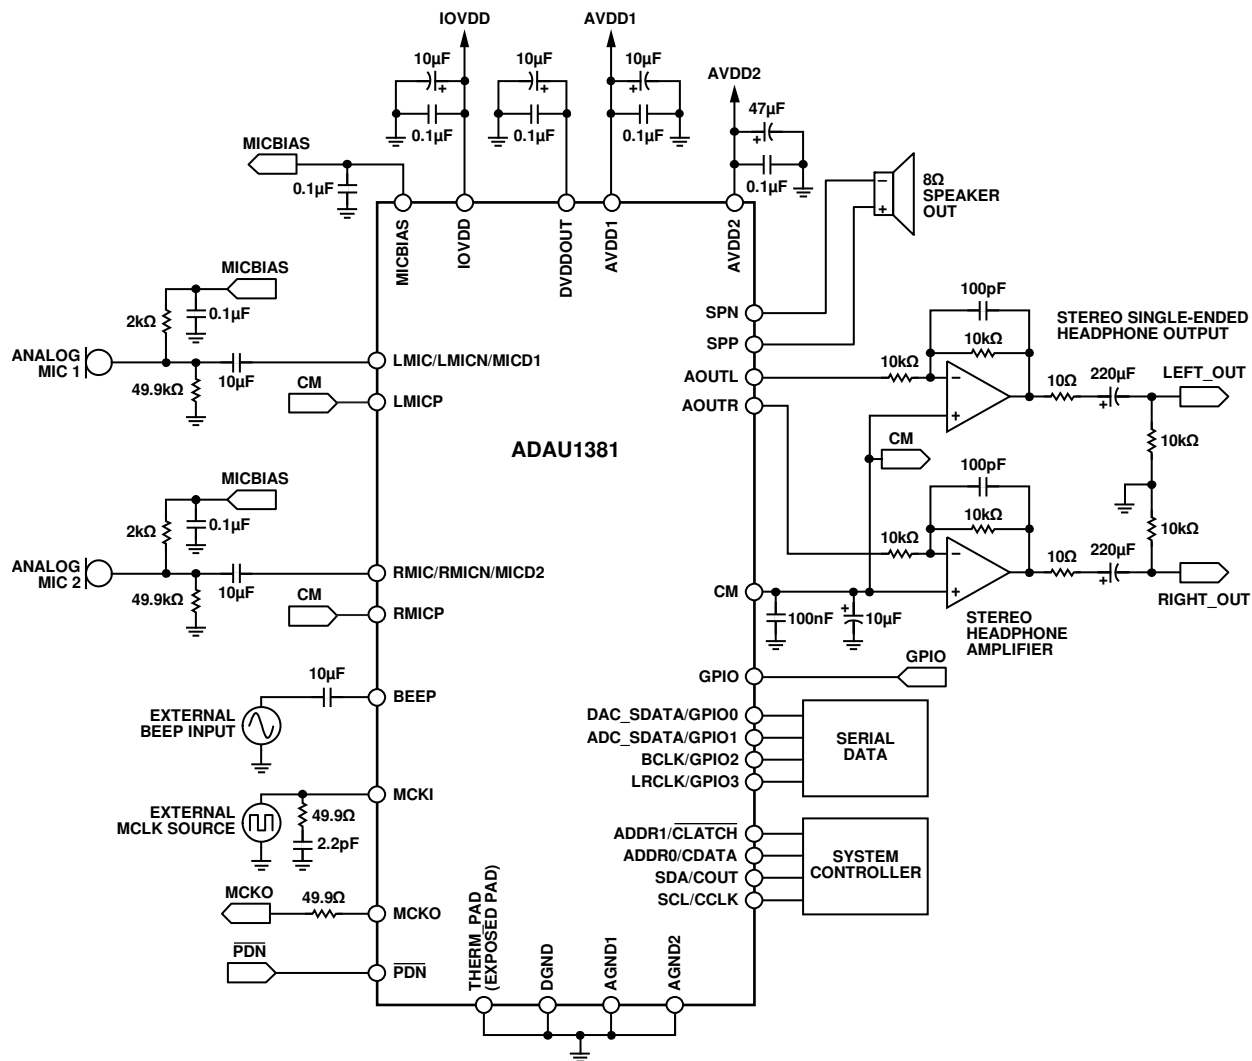 IOVDD
AVDD1
AVDD2
10µF
10µF
10µF
47µF
0.1µF
0.1µF
0.1µF
0.1µF
MICBIAS
0.1µF
8Ω
SPEAKER
OUT
MICBIAS
IOVDD
DVDDOUT
AVDD1
AVDD2
MICBIAS
0.1µF
2kΩ
ANALOG
MIC 1
49.9kΩ
10µF
LMIC/LMICN/MICD1
CM
LMICP
SPN
SPP
AOUTL
AOUTR
100pF
10kΩ
10kΩ
STEREO SINGLE-ENDED
HEADPHONE OUTPUT
10Ω
220µF
+
LEFT_OUT
10kΩ
ADAU1381
CM
MICBIAS
0.1µF
2kΩ
ANALOG
MIC 2
49.9kΩ
10µF
RMIC/RMICN/MICD2
CM
RMICP
100pF
10kΩ
10kΩ
10Ω
220µF
+
10kΩ
RIGHT_OUT
CM
100nF
10µF
STEREO
HEADPHONE
AMPLIFIER
10µF
BEEP
EXTERNAL
BEEP INPUT
GPIO
GPIO
DAC_SDATA/GPIO0
ADC_SDATA/GPIO1
BCLK/GPIO2
LRCLK/GPIO3
SERIAL
DATA
MCKI
EXTERNAL
MCLK SOURCE
49.9Ω
2.2pF
ADDR1/CLATCH
ADDR0/CDATA
SDA/COUT
SCL/CCLK
SYSTEM
CONTROLLER
MCKO
49.9Ω
MCKO
PDN
PDN
THERM_PAD
(EXPOSED PAD)
DGND
AGND1
AGND2